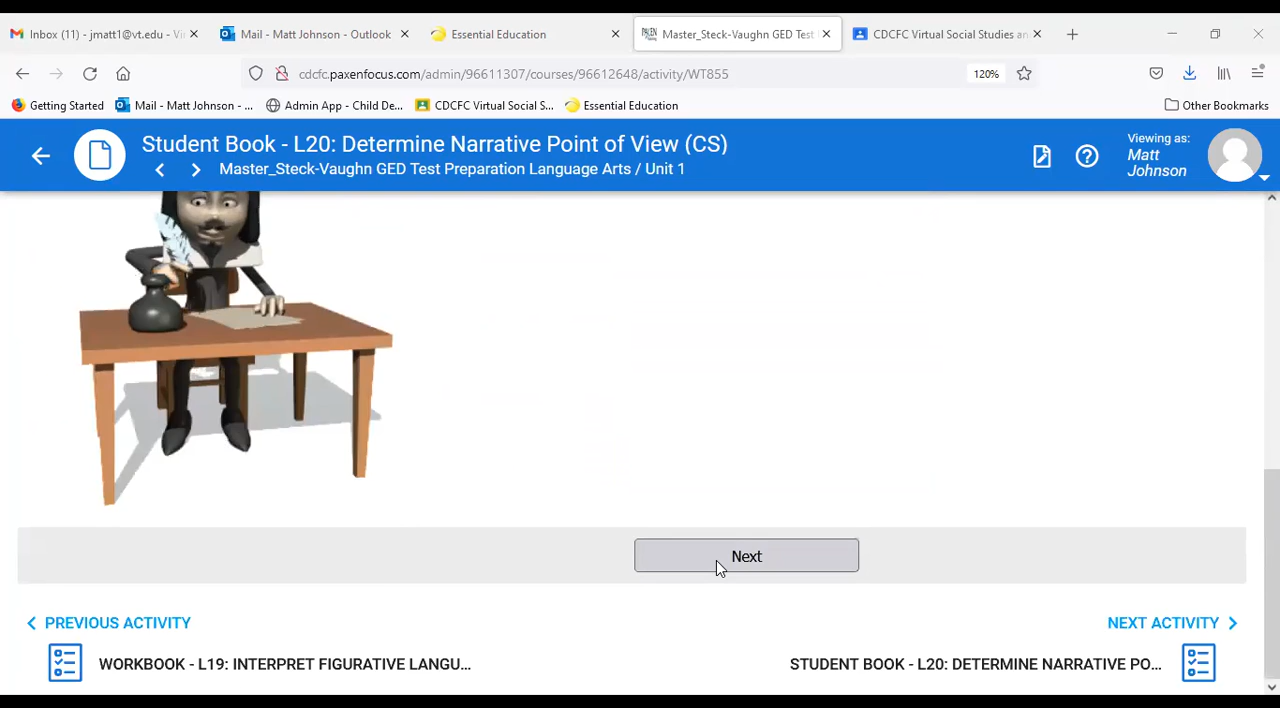 Inbox (11) - jmatt1@vt.edu - Vi
Mail - Matt Johnson - Outlook
Essential Education
Master_Steck-Vaughn GED Test
CDCFC Virtual Social Studies an
cdcfc.paxenfocus.com/admin/96611307/courses/96612648/activity/WT855
120%
Getting Started
Mail - Matt Johnson - ...
Admin App - Child De...
CDCFC Virtual Social S...
Essential Education
Other Bookmarks
Student Book - L20: Determine Narrative Point of View (CS)
Master_Steck-Vaughn GED Test Preparation Language Arts / Unit 1
Viewing as:
Matt
Johnson
Next
PREVIOUS ACTIVITY
NEXT ACTIVITY
WORKBOOK - L19: INTERPRET FIGURATIVE LANGU...
STUDENT BOOK - L20: DETERMINE NARRATIVE PO...